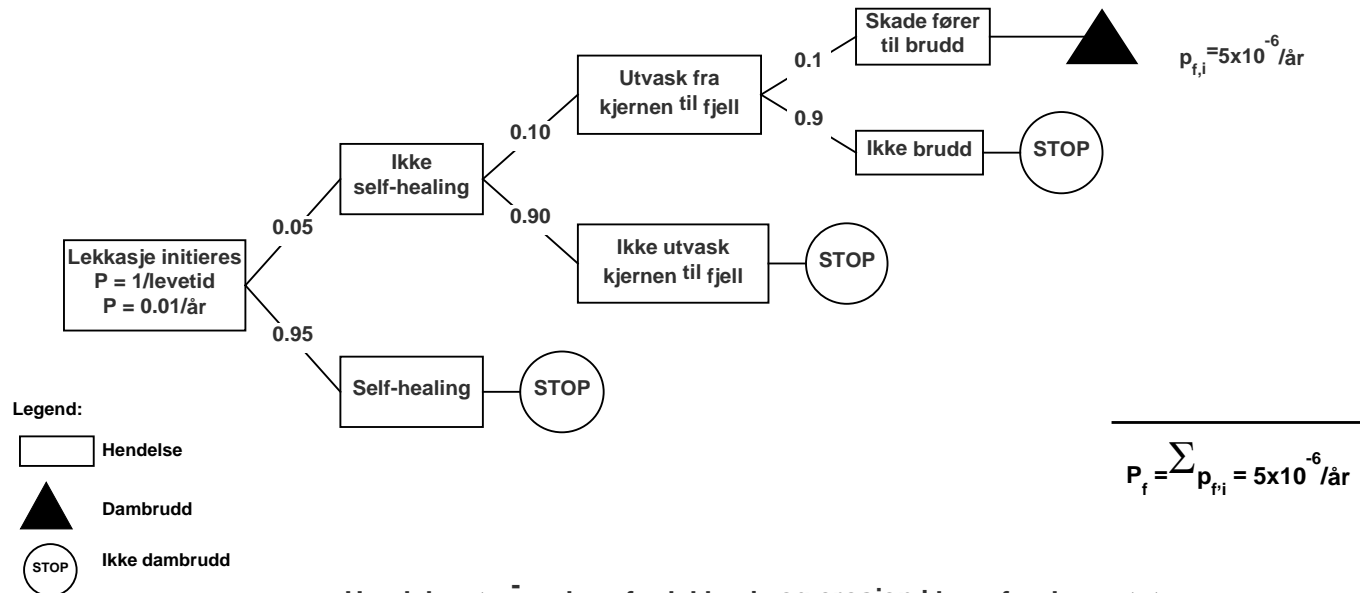 Skade fører
til brudd
p_f,i =5x10^-6/år
0.1
Utvask fra
kjernen til fjell
0.9
0.10
Ikke brudd
STOP
Ikke
self-healing
0.90
0.05
Ikke utvask
kjernen til fjell
STOP
Lekkasje initieres
P = 1/levetid
P = 0.01/år
0.95
Self-healing
STOP
Legend:
Hendelse
P_f =∑ p_f,i = 5x10^-6/år
Dambrudd
STOP
Ikke dambrudd